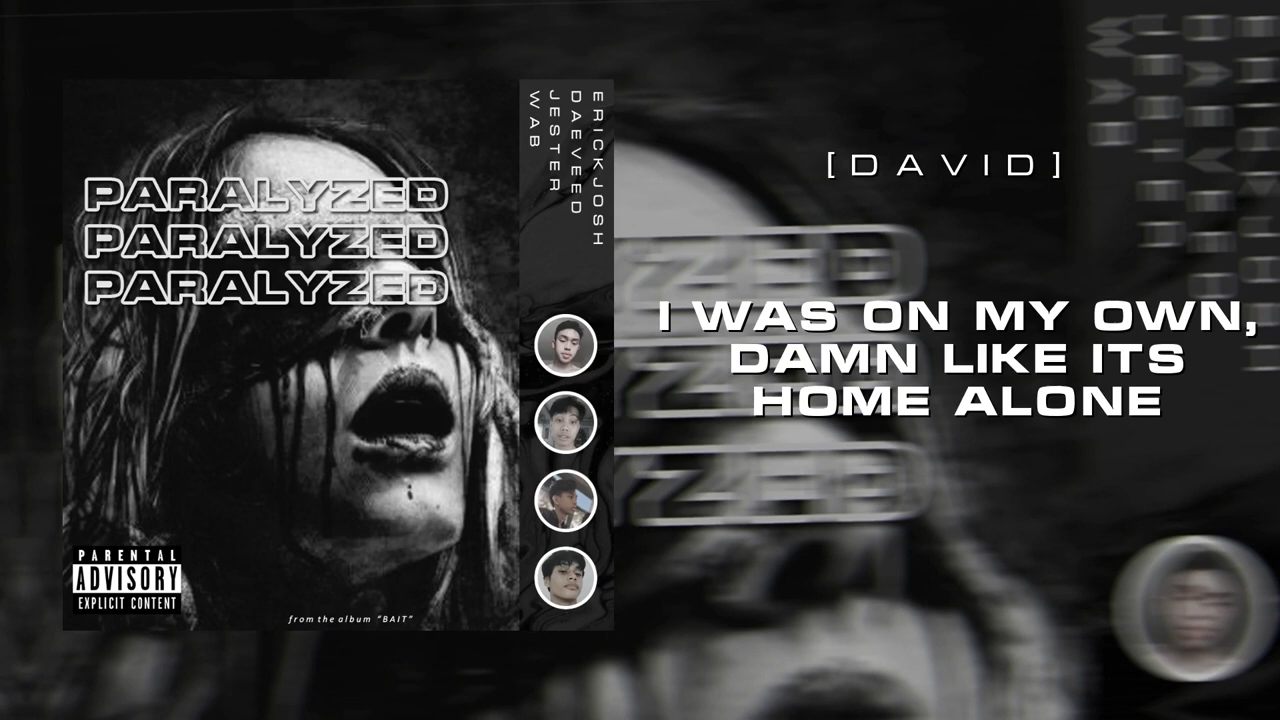 PARALYZED
PARALYZED
PARALYZED
ERICKJOSH
DAEVEED
JESTER
WAB
PARENTAL
ADVISORY
EXPLICIT CONTENT
from the album "BAIT"
[DAVID]
I WAS ON MY OWN,
DAMN LIKE ITS
HOME ALONE